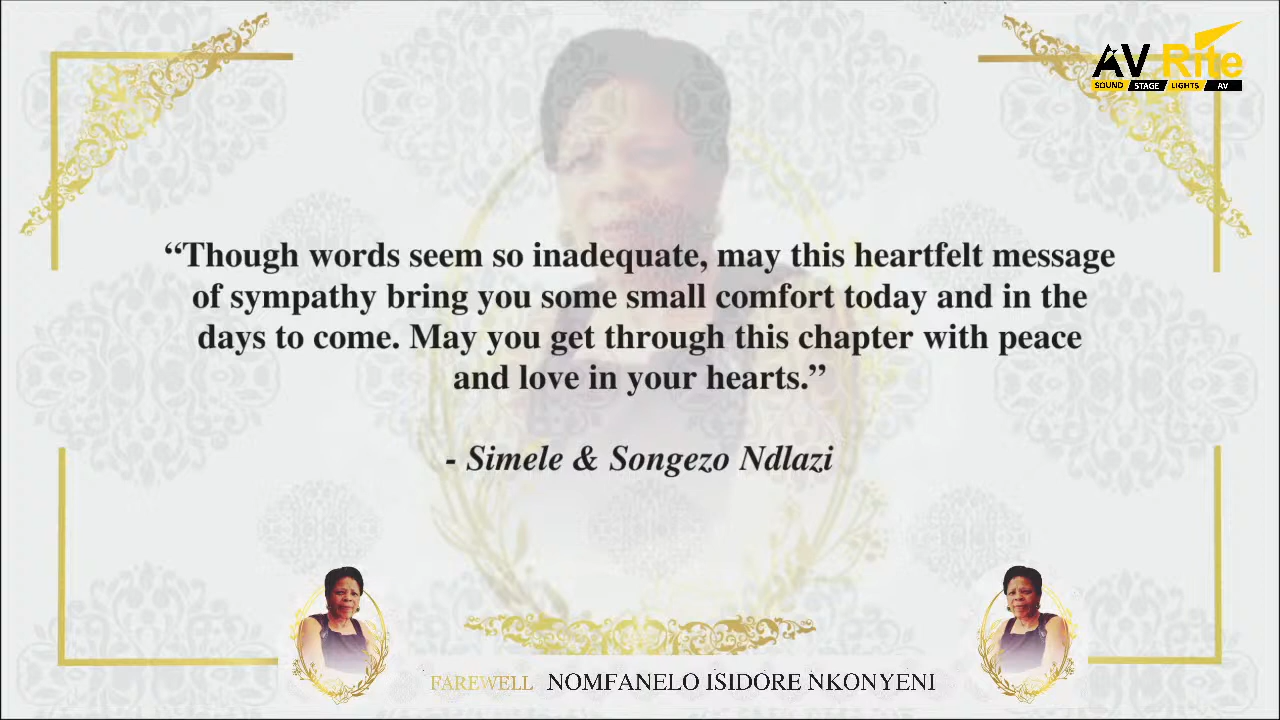 AV Rite
SOUND STAGE LIGHTS AV
“Though words seem so inadequate, may this heartfelt message
of sympathy bring you some small comfort today and in the
days to come. May you get through this chapter with peace
and love in your hearts.”
- Simele & Songezo Ndlazi
FAREWELL NOMFANELO ISIDORE NKONYENI